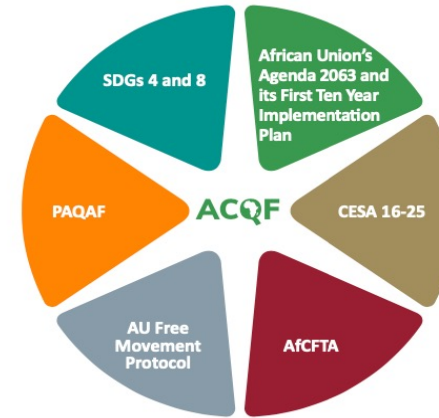 SDGs 4 and 8
African Union's
Agenda 2063 and
its First Ten Year
Implementation
Plan
PAQAF
ACQF
CESA 16-25
AU Free
Movement
Protocol
AfCFTA